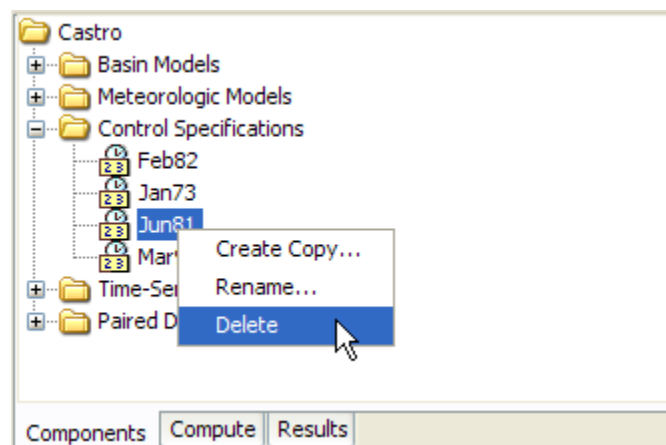 Castro
Basin Models
Meteorologic Models
Control Specifications
Feb82
Jan73
Jun81
Create Copy...
Rename...
Delete
Components Compute Results